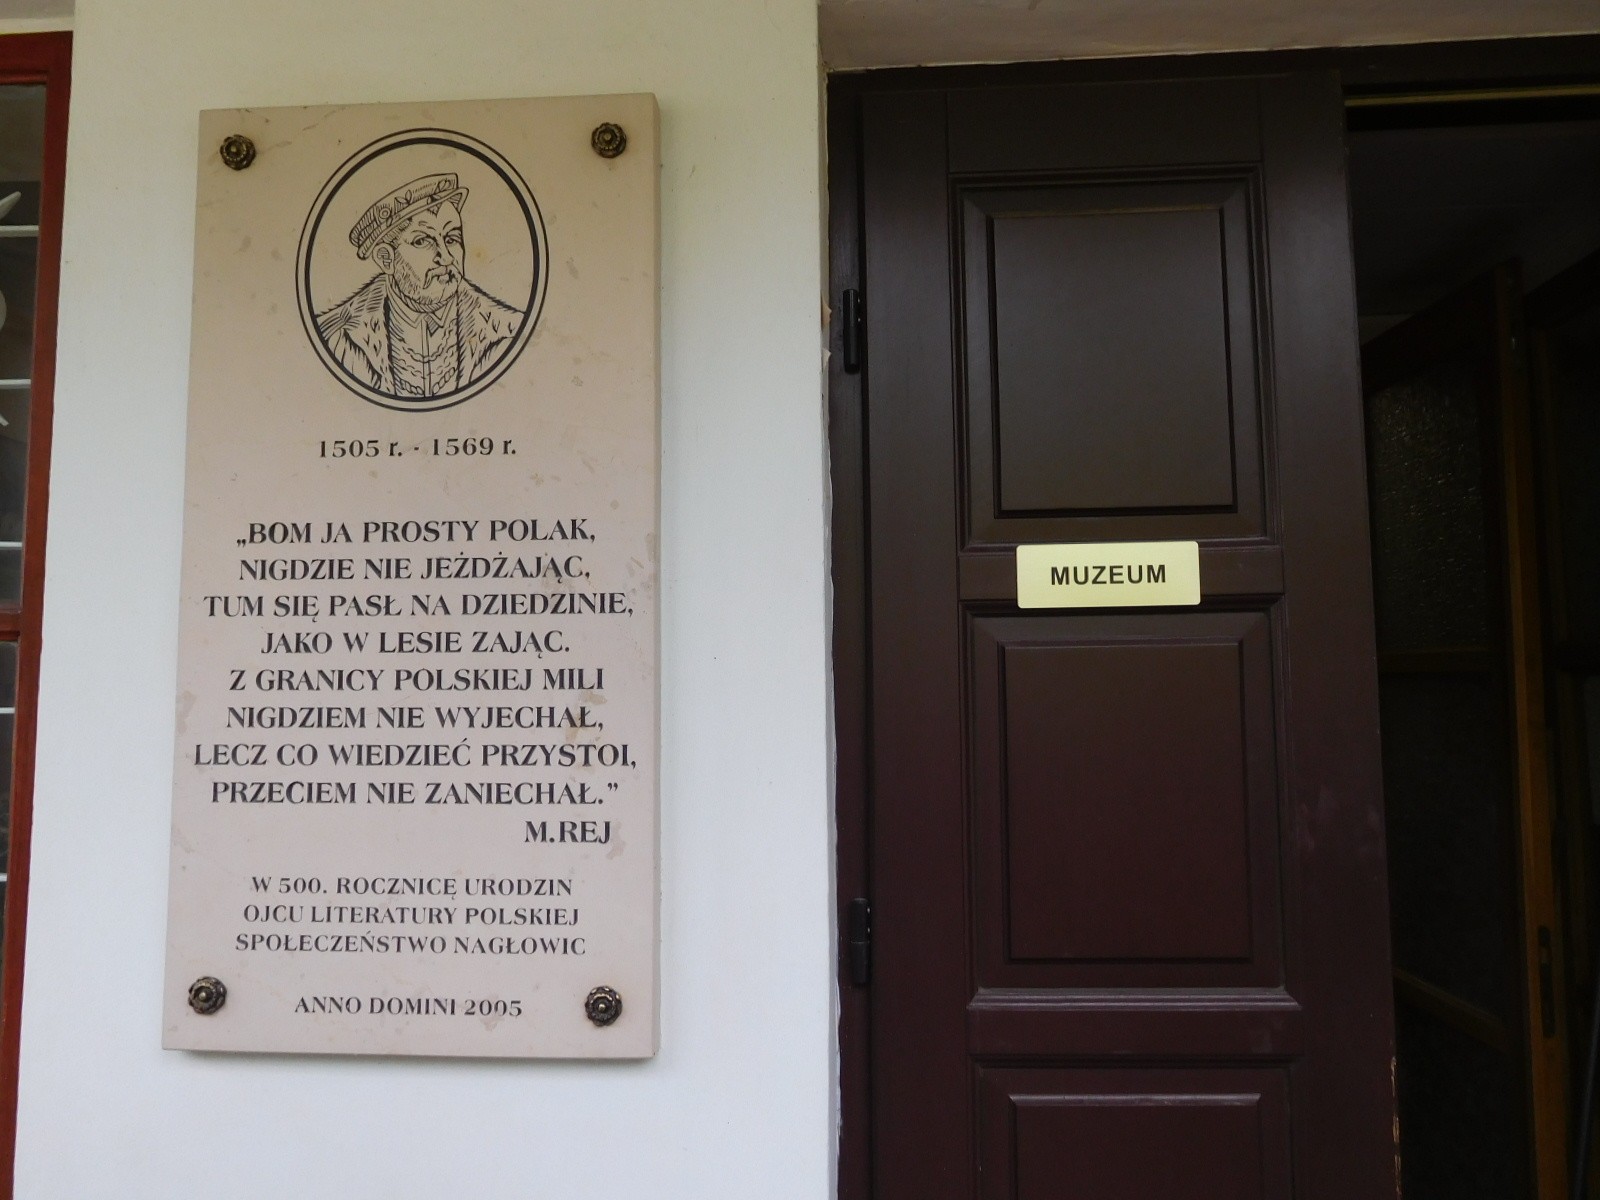 1505 r. - 1569 r.
„BOM JA PROSTY POLAK,
NIGDZIE NIE JEŻDŻAJĄC,
TUM SIĘ PASŁ NA DZIEDZINIE,
JAKO W LESIE ZAJĄC.
Z GRANICY POLSKIEJ MILI
NIGDZIEM NIE WYJECHAŁ,
LECZ CO WIEDZIEĆ PRZYSTOI,
PRZECIEM NIE ZANIECHAŁ.”
M.REJ
W 500. ROCZNICĘ URODZIN
OJCU LITERATURY POLSKIEJ
SPOŁECZEŃSTWO NAGŁOWIC
ANNO DOMINI 2005
MUZEUM